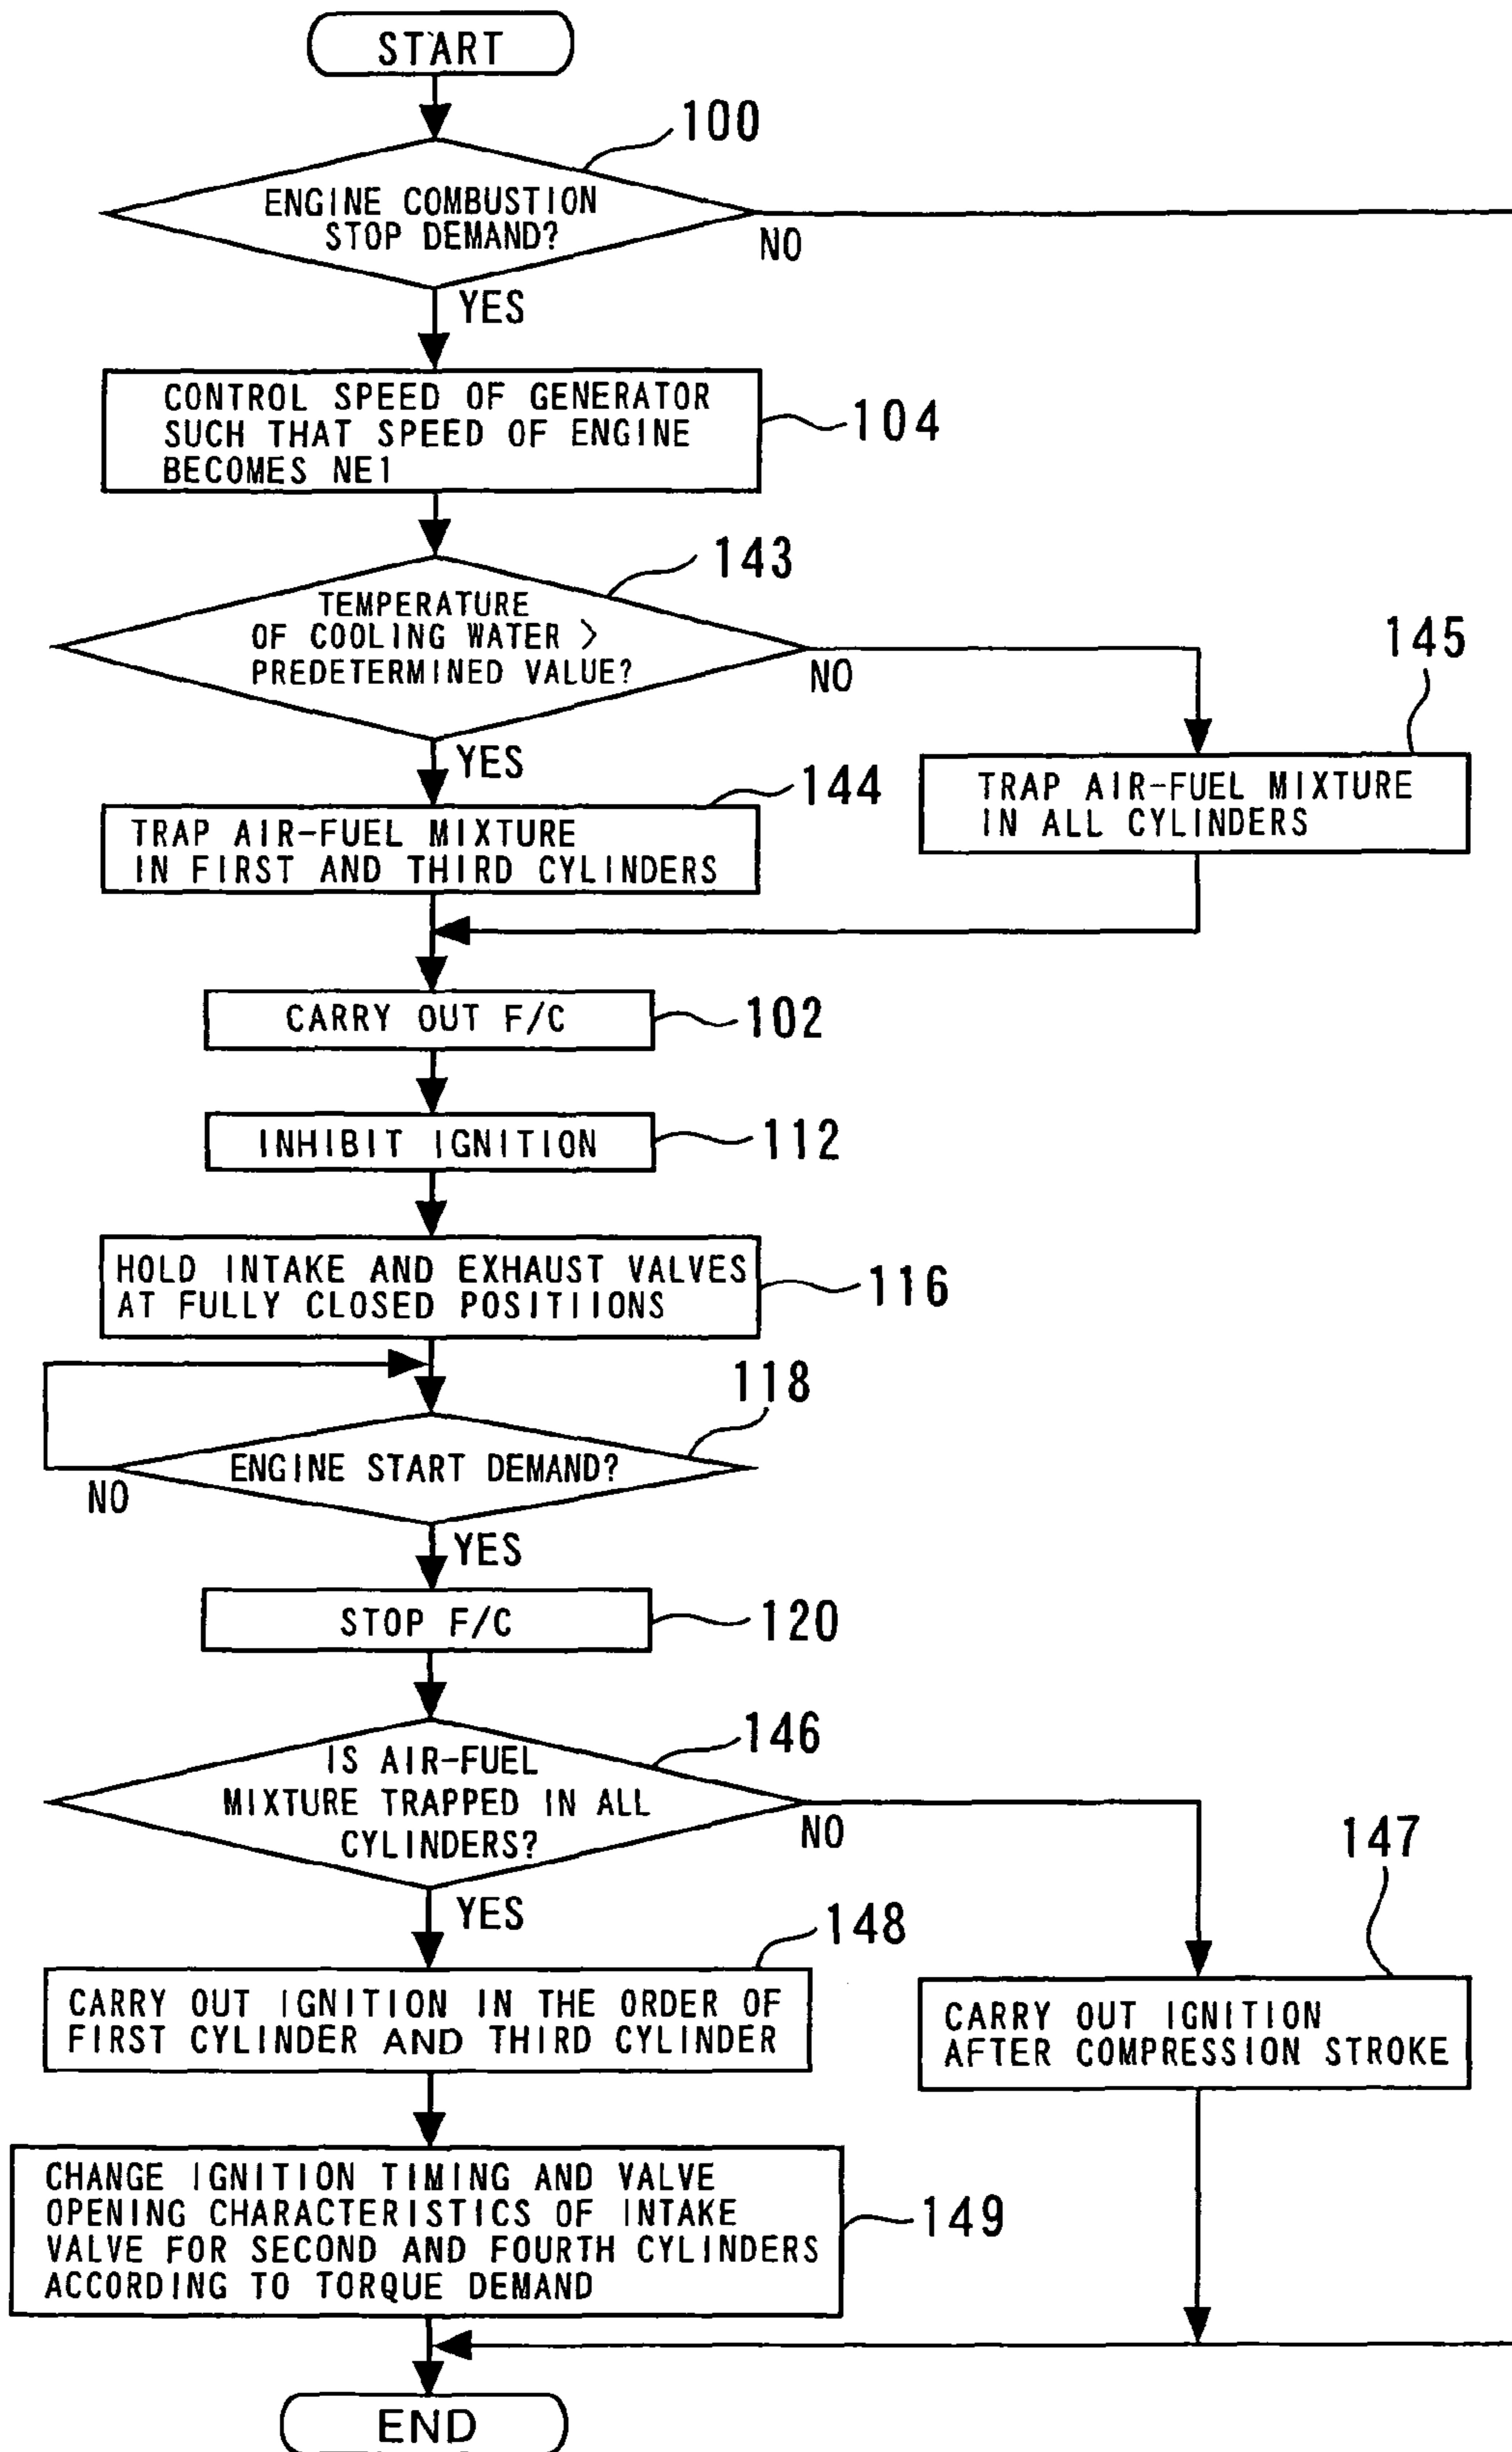 START
100
ENGINE COMBUSTION
STOP DEMAND?
NO
YES
CONTROL SPEED OF GENERATOR
SUCH THAT SPEED OF ENGINE
BECOMES NE1
104
143
TEMPERATURE
OF COOLING WATER >
PREDETERMINED VALUE?
NO
145
YES
144
TRAP AIR-FUEL MIXTURE
IN ALL CYLINDERS
TRAP AIR-FUEL MIXTURE
IN FIRST AND THIRD CYLINDERS
CARRY OUT F/C
102
INHIBIT IGNITION
112
HOLD INTAKE AND EXHAUST VALVES
AT FULLY CLOSED POSITIIONS
116
118
ENGINE START DEMAND?
NO
YES
STOP F/C
120
146
IS AIR-FUEL
MIXTURE TRAPPED IN ALL
CYLINDERS?
NO
147
YES
148
CARRY OUT IGNITION IN THE ORDER OF
FIRST CYLINDER AND THIRD CYLINDER
CARRY OUT IGNITION
AFTER COMPRESSION STROKE
CHANGE IGNITION TIMING AND VALVE
OPENING CHARACTERISTICS OF INTAKE
VALVE FOR SECOND AND FOURTH CYLINDERS
ACCORDING TO TORQUE DEMAND
149
END